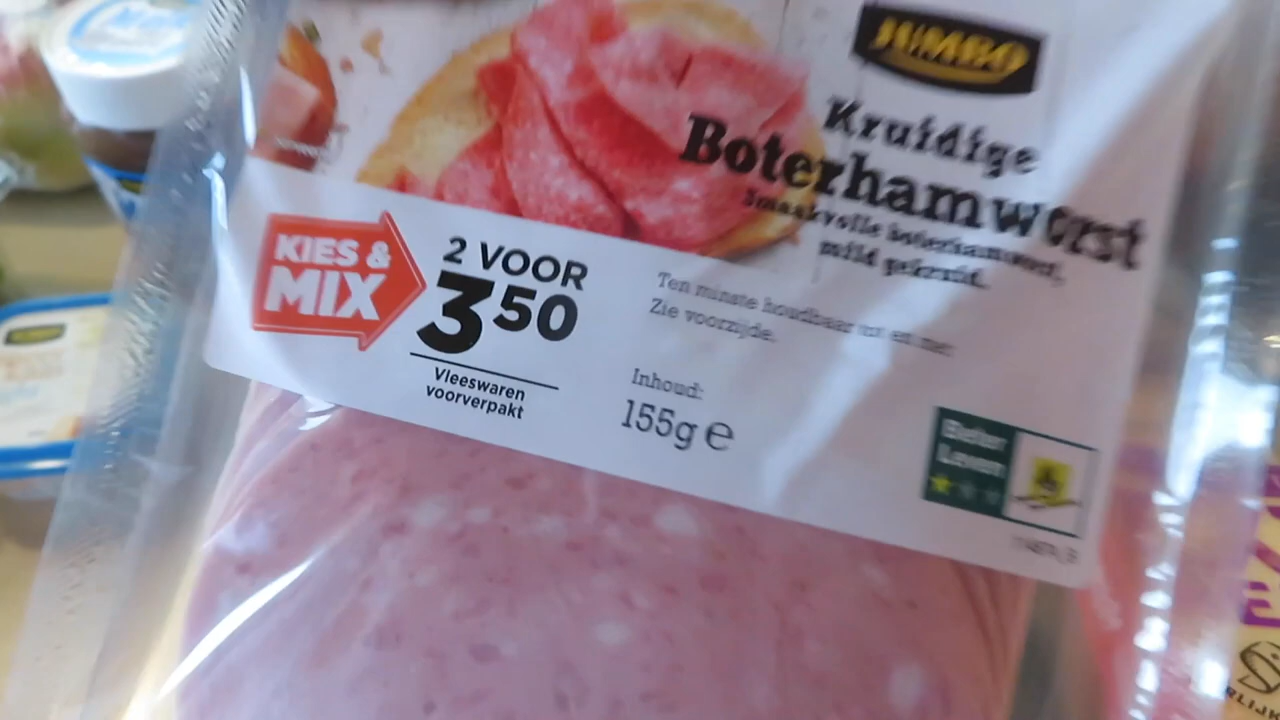 JUMBO
Kruidige
Boterhamworst
Smaakvolle boterhamworst,
mild gekruid.
KIES &
MIX
2 VOOR
350
Vleeswaren
voorverpakt
Ten minste houdbaar tot en met:
Zie voorzijde.
Inhoud:
155g e
Beter
Leven